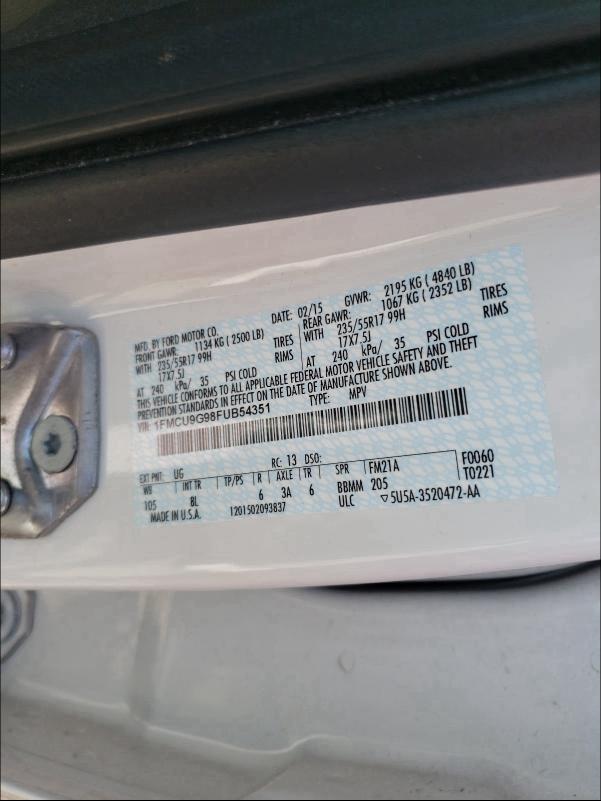 MFD. BY FORD MOTOR CO.
DATE: 02/15 GVWR: 2195 KG ( 4840 LB)
FRONT GAWR: 1134 KG ( 2500 LB) REAR GAWR: 1067 KG ( 2352 LB)
WITH 235/55R17 99H TIRES WITH 235/55R17 99H TIRES
17X7.5J RIMS 17X7.5J RIMS
AT 240 kPa/ 35 PSI COLD AT 240 kPa/ 35 PSI COLD
THIS VEHICLE CONFORMS TO ALL APPLICABLE FEDERAL MOTOR VEHICLE SAFETY AND THEFT
PREVENTION STANDARDS IN EFFECT ON THE DATE OF MANUFACTURE SHOWN ABOVE.
VIN: 1FMCU9G98FUB54351 TYPE: MPV
EXT PNT: UG RC: 13 DSO: F0060
WB INT TR TP/PS R AXLE TR SPR FM21A T0221
105 8L 6 3A 6 BBMM 205
MADE IN U.S.A. 1201502093837 ULC ▽5U5A-3520472-AA